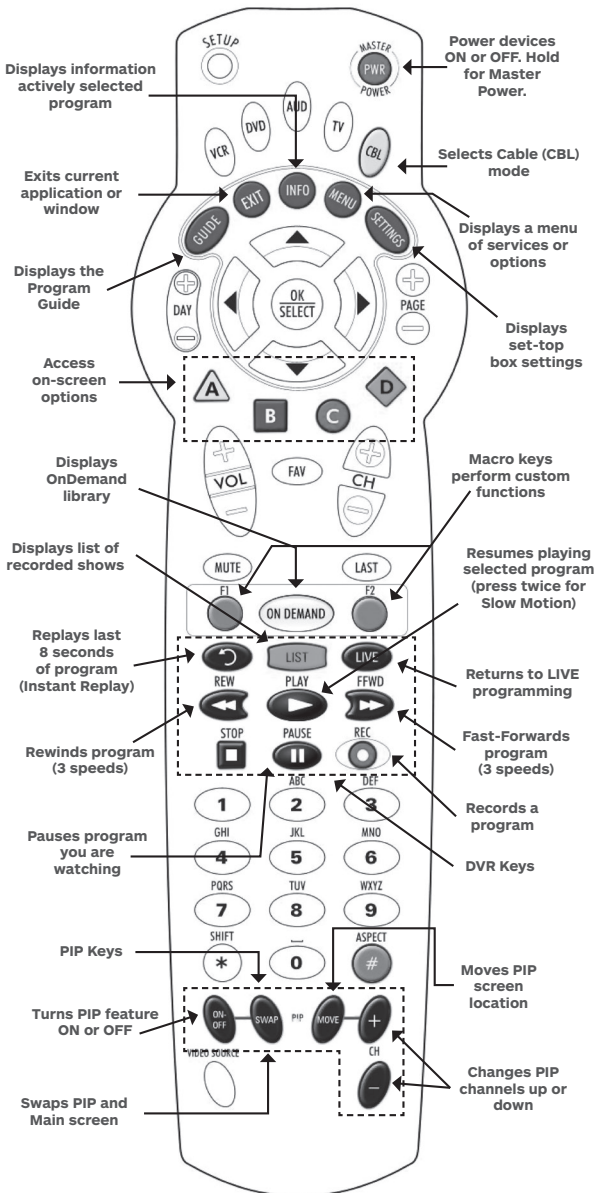 SETUP
MASTER
PWR
POWER
Power devices
ON or OFF. Hold
for Master
Power.
Displays information
actively selected
program
VCR
DVD
AUD
TV
CBL
Selects Cable (CBL)
mode
Exits current
application or
window
GUIDE
EXIT
INFO
MENU
SETTINGS
Displays a menu
of services or
options
Displays the
Program
Guide
+
DAY
−
OK
SELECT
+
PAGE
−
Displays
set-top
box settings
Access
on-screen
options
A
B
C
D
Displays
OnDemand
library
+
VOL
−
FAV
+
CH
−
Macro keys
perform custom
functions
Displays list of
recorded shows
MUTE
LAST
F1
ON DEMAND
F2
Resumes playing
selected program
(press twice for
Slow Motion)
Replays last
8 seconds
of program
(Instant Replay)
LIST
LIVE
Returns to LIVE
programming
REW
PLAY
FFWD
Rewinds program
(3 speeds)
STOP
PAUSE
REC
Fast-Forwards
program
(3 speeds)
ABC
DEF
1
2
3
Records a
program
Pauses program
you are
watching
GHI
JKL
MNO
4
5
6
DVR Keys
PQRS
TUV
WXYZ
7
8
9
SHIFT
ASPECT
*
0
#
PIP Keys
Moves PIP
screen
location
Turns PIP feature
ON or OFF
ON-
OFF
SWAP
PIP
MOVE
+
VIDEO SOURCE
CH
−
Changes PIP
channels up or
down
Swaps PIP and
Main screen